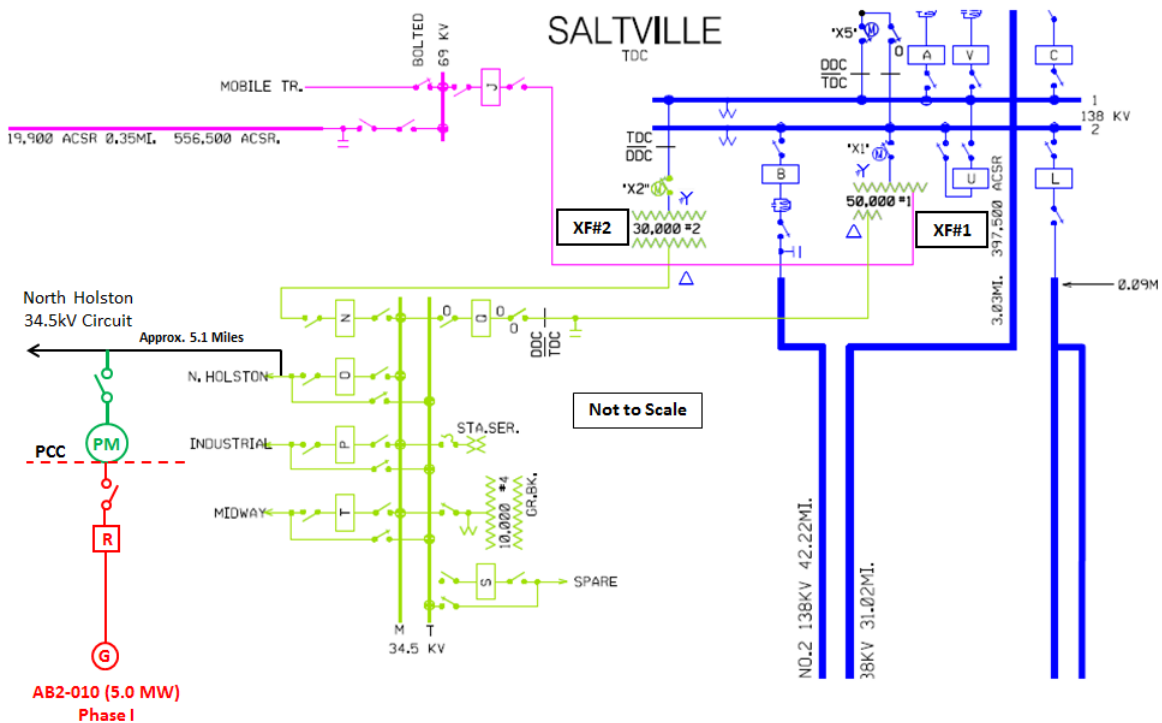 SALTVILLE
TDC
BOLTED
69 KV
MOBILE TR.
J
19,900 ACSR 0.35MI. 556,500 ACSR.
"X5"
M
O
DDC
TDC
A
V
C
1
138 KV
2
TDC
DDC
"X2"
Y
"X1"
Y
B
U
L
XF#2
30,000 #2
50,000 #1
XF#1
397,500 ACSR
3.03MI.
0.09M
North Holston
34.5kV Circuit
Approx. 5.1 Miles
N
O
Q
O
O
DDC
TDC
N. HOLSTON
O
Not to Scale
PM
PCC
INDUSTRIAL
P
STA.SER.
MIDWAY
T
10,000 #4
GR.BK.
R
S
SPARE
M T
34.5 KV
NO.2 138KV 42.22MI.
38KV 31.02MI.
G
AB2-010 (5.0 MW)
Phase I